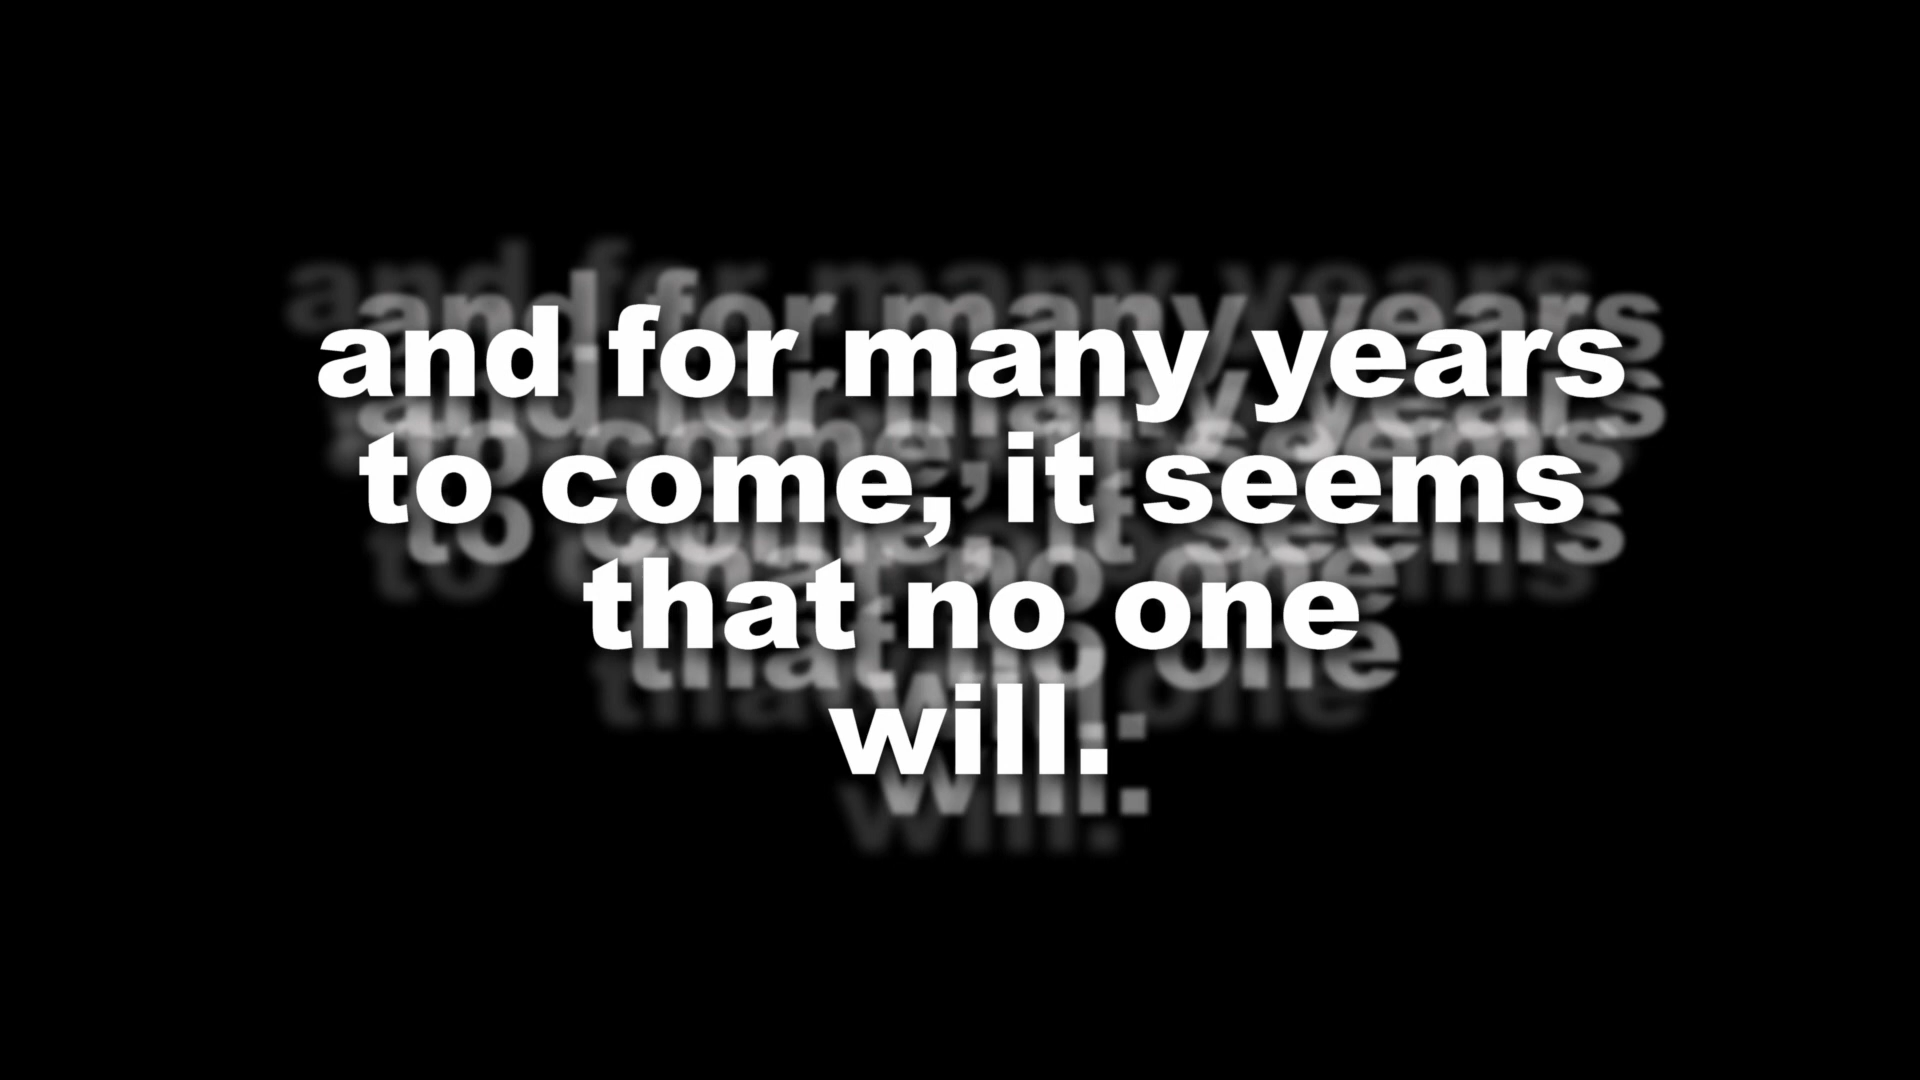 and for many years
to come, it seems
that no one
will.